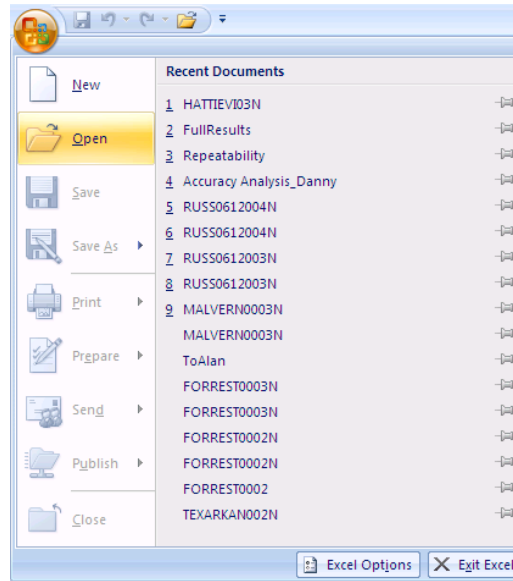 New
Open
Save
Save As
Print
Prepare
Send
Publish
Close
Recent Documents
1 HATTIEVI03N
2 FullResults
3 Repeatability
4 Accuracy Analysis_Danny
5 RUSS0612004N
6 RUSS0612004N
7 RUSS0612003N
8 RUSS0612003N
9 MALVERN0003N
MALVERN0003N
ToAlan
FORREST0003N
FORREST0003N
FORREST0002N
FORREST0002N
FORREST0002
TEXARKAN002N
Excel Options
Exit Excel